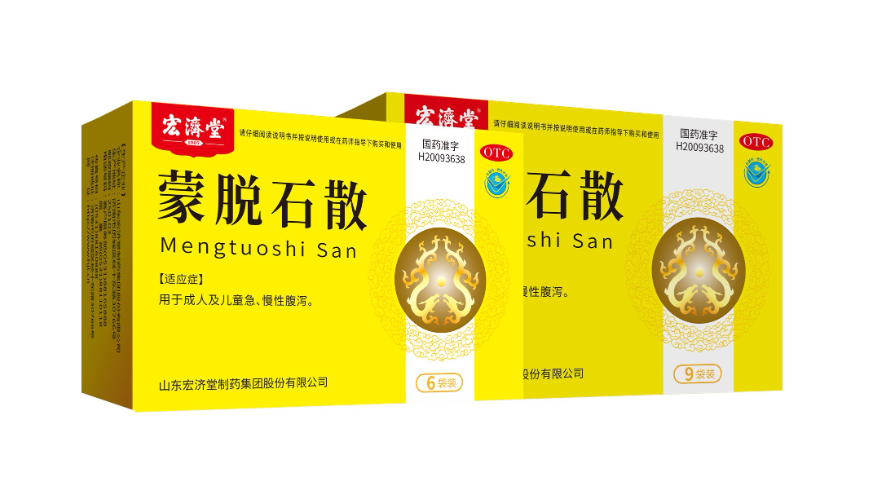 宏濟堂
请仔细阅读说明书并按说明使用或在药师指导下购买和使用
国药准字
H20093638
OTC
蒙脱石散
Mengtuoshi San
【适应症】
用于成人及儿童急、慢性腹泻。
山东宏济堂制药集团股份有限公司
6袋装
宏濟堂
请仔细阅读说明书并按说明使用或在药师指导下购买和使用
国药准字
H20093638
OTC
石散
shi San
慢性腹泻。
股份有限公司
9袋装